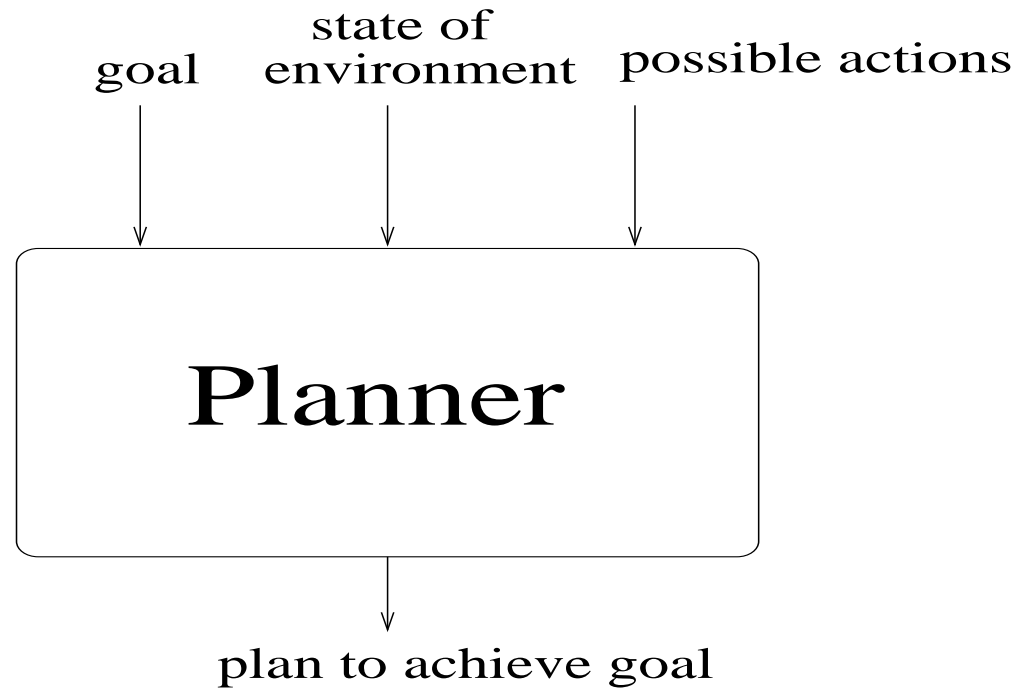 goal
state of
environment
possible actions
Planner
plan to achieve goal